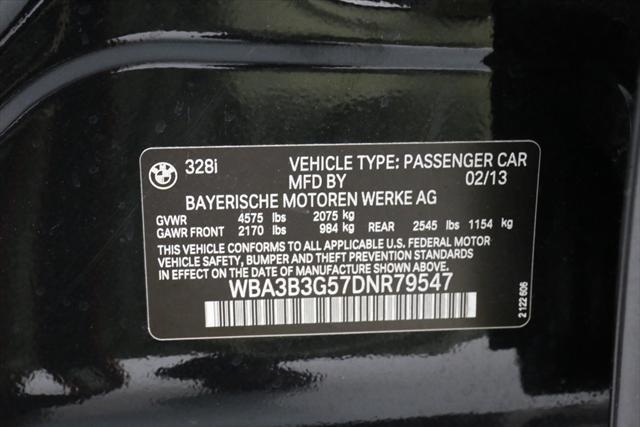 BMW 328i VEHICLE TYPE: PASSENGER CAR
MFD BY 02/13
BAYERISCHE MOTOREN WERKE AG
GVWR 4575 lbs 2075 kg
GAWR FRONT 2170 lbs 984 kg REAR 2545 lbs 1154 kg
THIS VEHICLE CONFORMS TO ALL APPLICABLE U.S. FEDERAL MOTOR
VEHICLE SAFETY, BUMPER AND THEFT PREVENTION STANDARDS
IN EFFECT ON THE DATE OF MANUFACTURE SHOWN ABOVE.
WBA3B3G57DNR79547
2 122 606